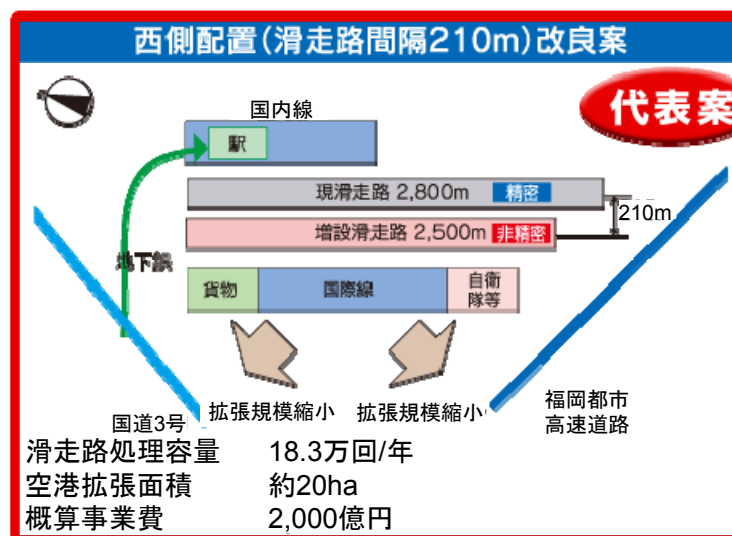 西側配置(滑走路間隔210m)改良案
代表案
国内線
駅
現滑走路 2,800m 精密
210m
増設滑走路 2,500m 非精密
地下鉄
貨物
国際線
自衛
隊等
拡張規模縮小
拡張規模縮小
国道3号
福岡都市
高速道路
滑走路処理容量 18.3万回/年
空港拡張面積 約20ha
概算事業費 2,000億円